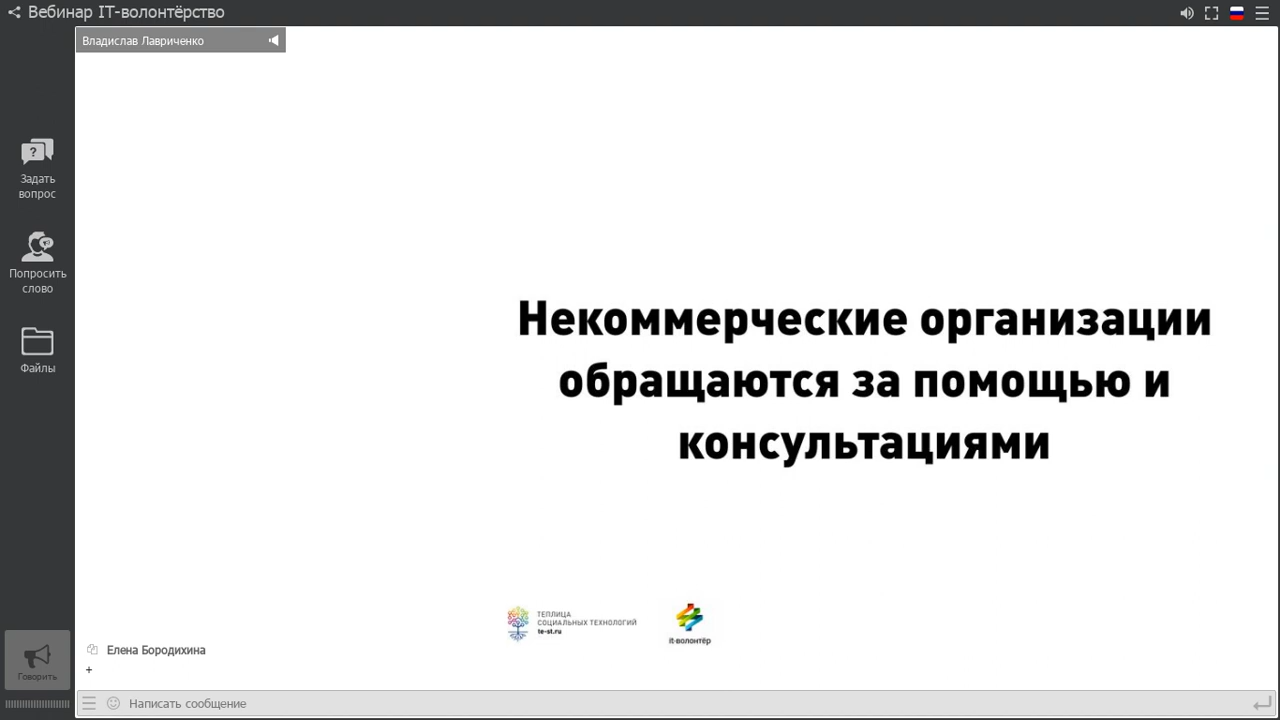 Вебинар IT-волонтёрство
Владислав Лавриченко
Задать
вопрос
Попросить
слово
Файлы
Некоммерческие организации
обращаются за помощью и
консультациями
ТЕПЛИЦА
СОЦИАЛЬНЫХ ТЕХНОЛОГИЙ
te-st.ru
it-волонтёр
Елена Бородихина
+
Говорить
Написать сообщение